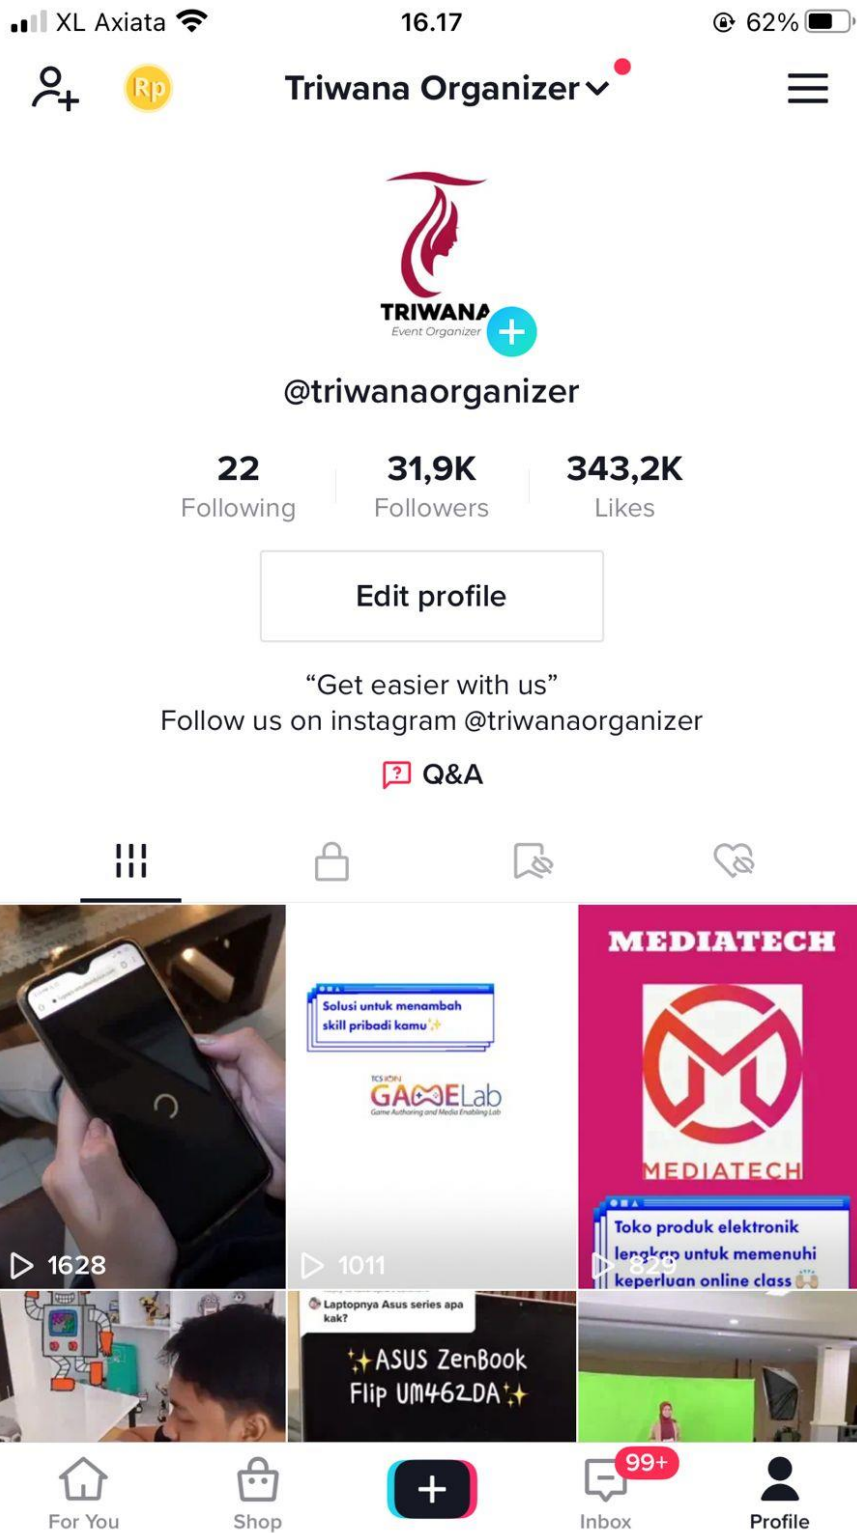 XL Axiata
16.17
62%
Rp
Triwana Organizer
TRIWANA
Event Organizer
@triwanaorganizer
22
Following
31,9K
Followers
343,2K
Likes
Edit profile
“Get easier with us”
Follow us on instagram @triwanaorganizer
? Q&A
1628
Solusi untuk menambah
skill pribadi kamu✨
TCS iON
GAMELab
Game Authoring and Media Enabling Lab
1011
MEDIATECH
MEDIATECH
Toko produk elektronik
lengkap untuk memenuhi
keperluan online class 🙌🏼
829
Laptopnya Asus series apa
kak?
✨ASUS ZenBook
Flip UM462DA✨
For You
Shop
99+
Inbox
Profile